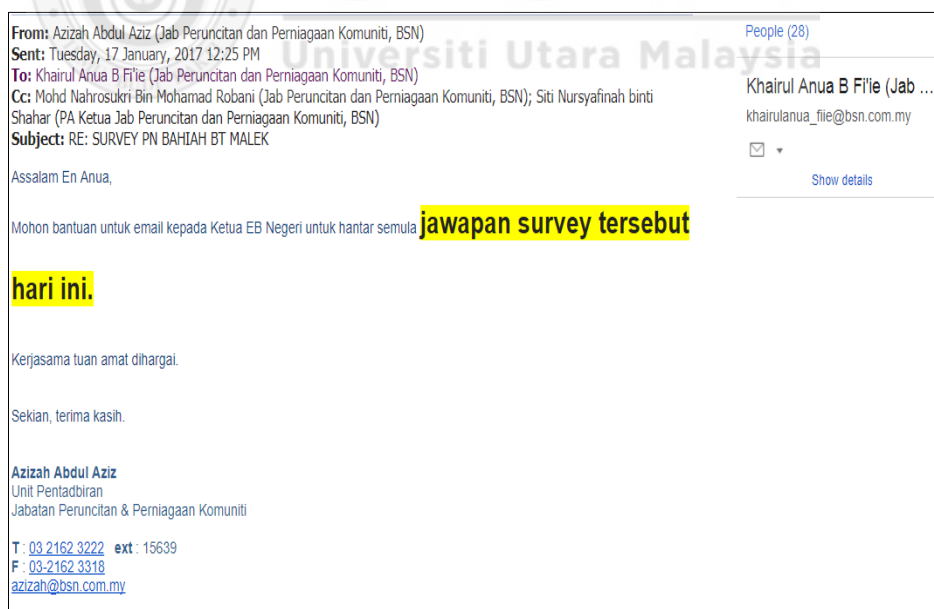 From: Azizah Abdul Aziz (Jab Peruncitan dan Perniagaan Komuniti, BSN)
Sent: Tuesday, 17 January, 2017 12:25 PM
To: Khairul Anua B Fi'ie (Jab Peruncitan dan Perniagaan Komuniti, BSN)
Cc: Mohd Nahrosukri Bin Mohamad Robani (Jab Peruncitan dan Perniagaan Komuniti, BSN); Siti Nursyafinah binti
Shahar (PA Ketua Jab Peruncitan dan Perniagaan Komuniti, BSN)
Subject: RE: SURVEY PN BAHIAH BT MALEK
Assalam En Anua,
Mohon bantuan untuk email kepada Ketua EB Negeri untuk hantar semula jawapan survey tersebut
hari ini.
Kerjasama tuan amat dihargai.
Sekian, terima kasih.
Azizah Abdul Aziz
Unit Pentadbiran
Jabatan Peruncitan & Perniagaan Komuniti
T : 03 2162 3222 ext : 15639
F : 03-2162 3318
azizah@bsn.com.my
People (28)
Khairul Anua B Fi'ie (Jab ...
khairulanua_fiie@bsn.com.my
Show details
Universiti Utara Malaysia